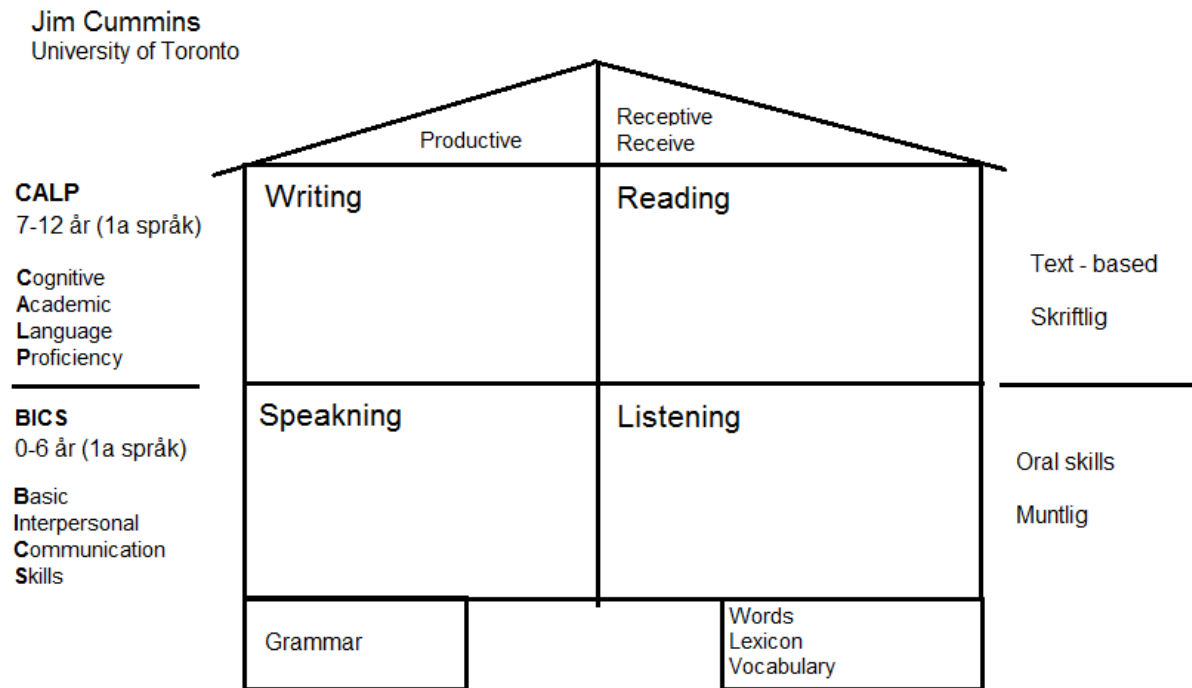 Jim Cummins
University of Toronto
Productive
Receptive
Receive
CALP
7-12 år (1a språk)
Cognitive
Academic
Language
Proficiency
Writing
Reading
Text - based
Skriftlig
BICS
0-6 år (1a språk)
Basic
Interpersonal
Communication
Skills
Speakning
Listening
Oral skills
Muntlig
Grammar
Words
Lexicon
Vocabulary